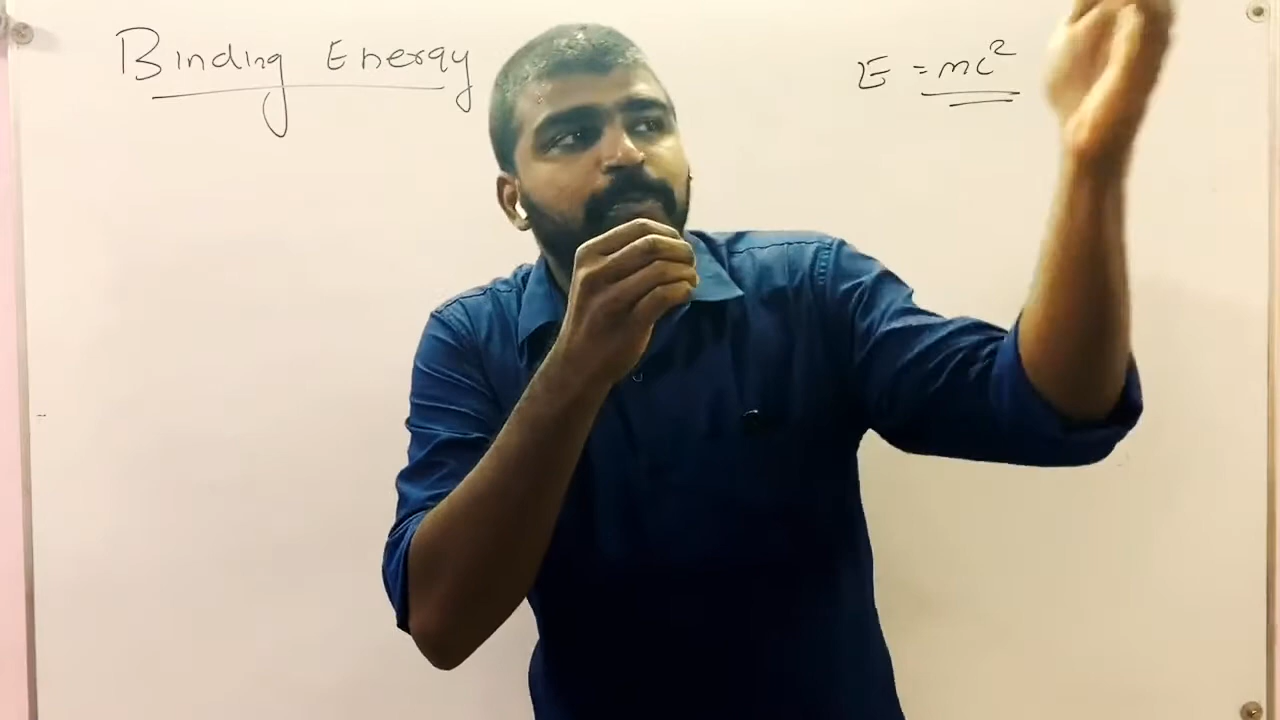 Binding Energy
E = mc²